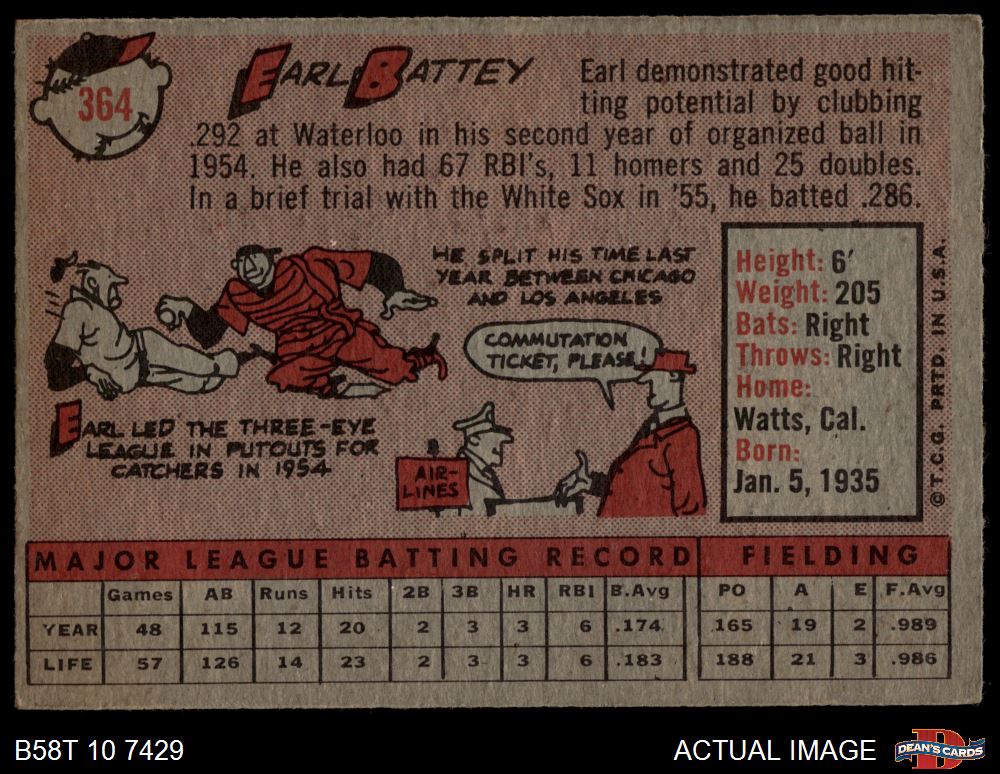 364
EARL BATTEY
Earl demonstrated good hit-
ting potential by clubbing
.292 at Waterloo in his second year of organized ball in
1954. He also had 67 RBI's, 11 homers and 25 doubles.
In a brief trial with the White Sox in '55, he batted .286.
HE SPLIT HIS TIME LAST
YEAR BETWEEN CHICAGO
AND LOS ANGELES
COMMUTATION
TICKET, PLEASE!
EARL LED THE THREE-EYE
LEAGUE IN PUTOUTS FOR
CATCHERS IN 1954
AIR-
LINES
Height: 6'
Weight: 205
Bats: Right
Throws: Right
Home:
Watts, Cal.
Born:
Jan. 5, 1935
©T.C.G. PRTD. IN U.S.A.
MAJOR LEAGUE BATTING RECORD FIELDING
Games AB Runs Hits 2B 3B HR RBI B.Avg PO A E F.Avg
YEAR 48 115 12 20 2 3 3 6 .174 165 19 2 .989
LIFE 57 126 14 23 2 3 3 6 .183 188 21 3 .986
B58T 10 7429
ACTUAL IMAGE
D
DEAN'S CARDS